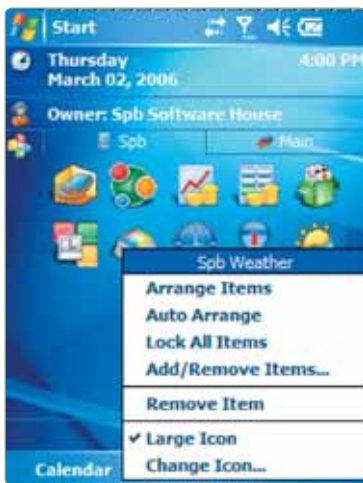 Start
Thursday
4:00 PM
March 02, 2006
Owner: Spb Software House
Spb
Main
Spb Weather
Arrange Items
Auto Arrange
Lock All Items
Add/Remove Items...
Remove Item
Large Icon
Change Icon...
Calendar